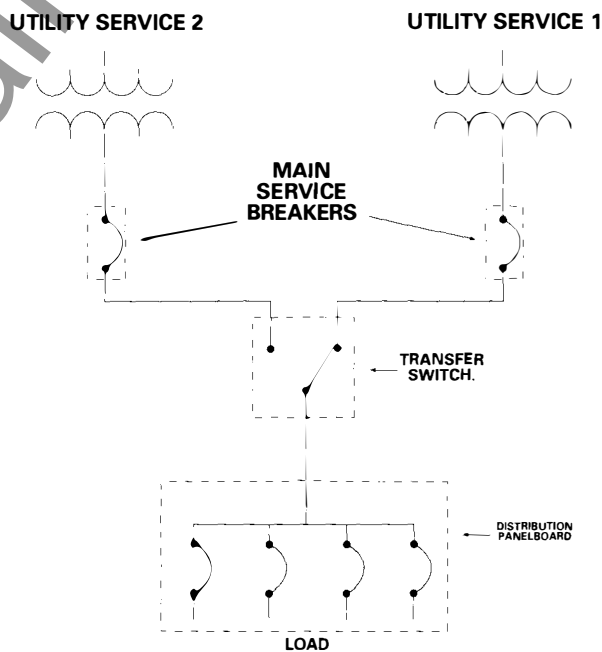 UTILITY SERVICE 2
UTILITY SERVICE 1
MAIN
SERVICE
BREAKERS
TRANSFER
SWITCH.
DISTRIBUTION
PANELBOARD
LOAD